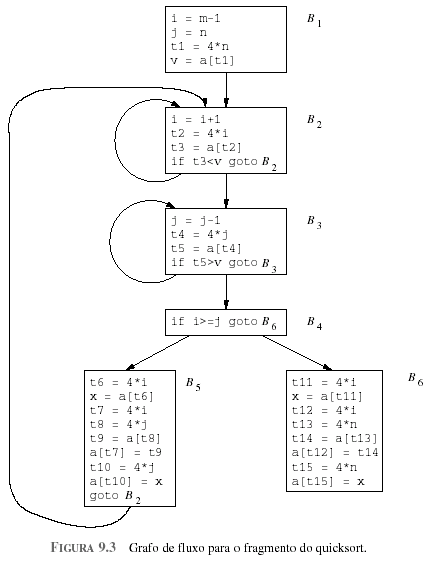 i = m-1
j = n
t1 = 4*n
v = a[t1]
B1
i = i+1
t2 = 4*i
t3 = a[t2]
if t3<v goto B2
B2
j = j-1
t4 = 4*j
t5 = a[t4]
if t5>v goto B3
B3
if i>=j goto B6
B4
t6 = 4*i
x = a[t6]
t7 = 4*i
t8 = 4*j
t9 = a[t8]
a[t7] = t9
t10 = 4*j
a[t10] = x
goto B2
B5
t11 = 4*i
x = a[t11]
t12 = 4*i
t13 = 4*n
t14 = a[t13]
a[t12] = t14
t15 = 4*n
a[t15] = x
B6
FIGURA 9.3 Grafo de fluxo para o fragmento do quicksort.